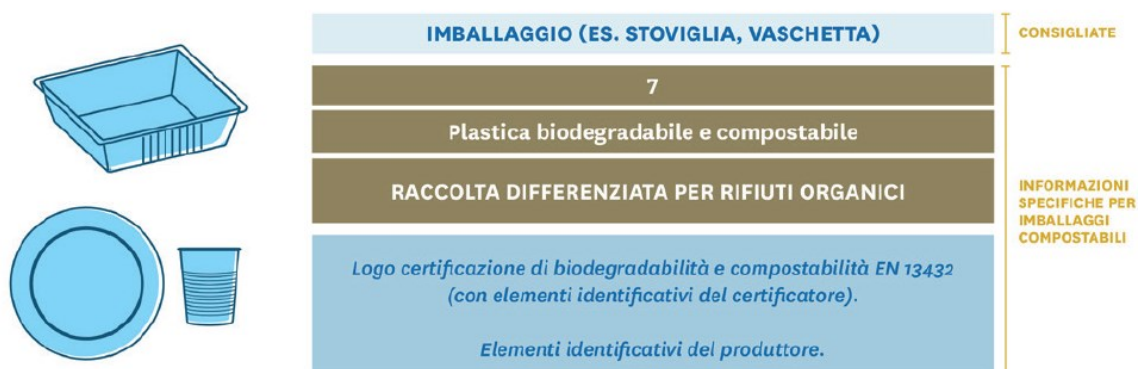 IMBALLAGGIO (ES. STOVIGLIA, VASCHETTA)
CONSIGLIATE
7
Plastica biodegradabile e compostabile
RACCOLTA DIFFERENZIATA PER RIFIUTI ORGANICI
INFORMAZIONI
SPECIFICHE PER
IMBALLAGGI
COMPOSTABILI
Logo certificazione di biodegradabilità e compostabilità EN 13432
(con elementi identificativi del certificatore).
Elementi identificativi del produttore.